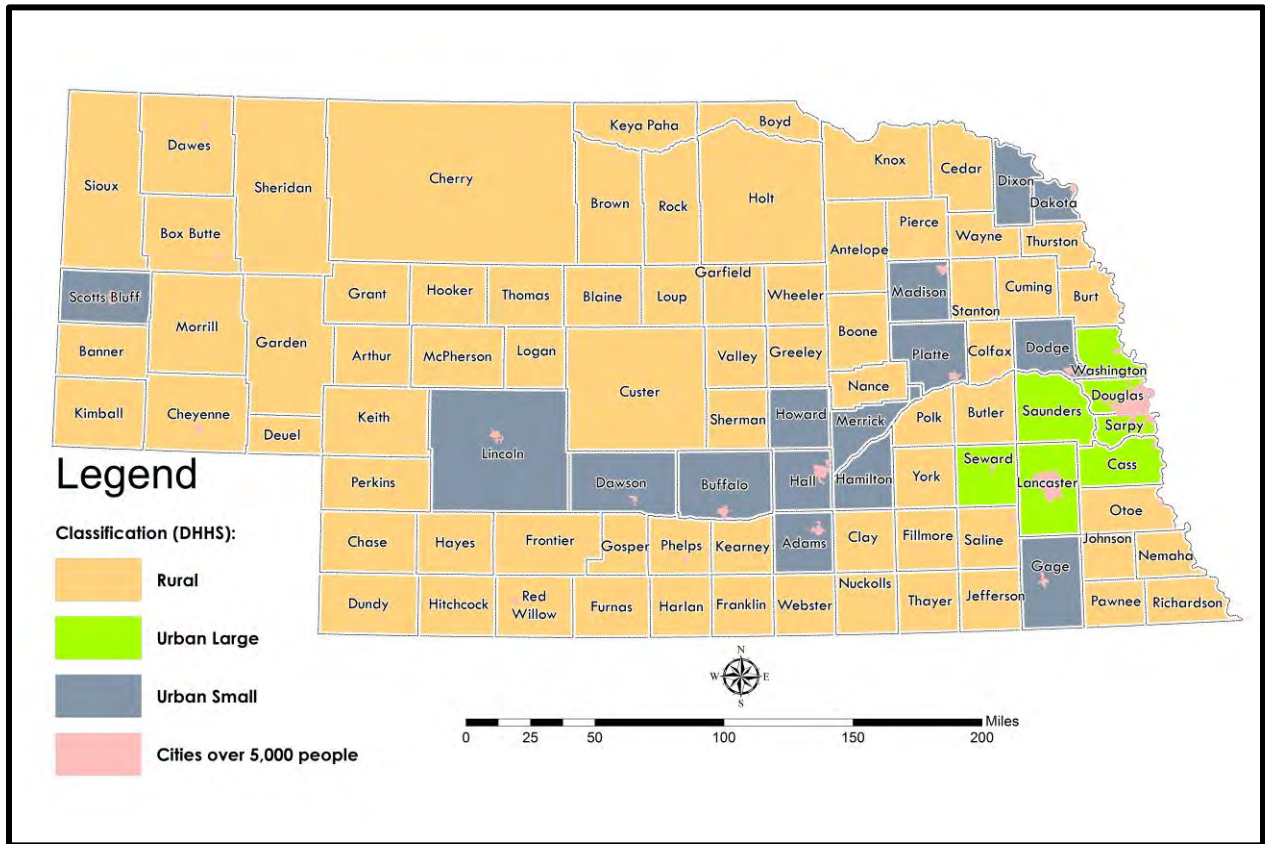 Keya Paha
Boyd
Dawes
Sioux
Sheridan
Cherry
Knox
Cedar
Dixon
Brown
Rock
Holt
Dakota
Box Butte
Pierce
Wayne
Thurston
Antelope
Garfield
Scotts Bluff
Grant
Hooker
Thomas
Blaine
Loup
Wheeler
Madison
Stanton
Cuming
Burt
Morrill
Garden
Boone
Banner
Arthur
McPherson
Logan
Valley
Greeley
Platte
Colfax
Dodge
Washington
Custer
Nance
Douglas
Kimball
Cheyenne
Keith
Sherman
Howard
Merrick
Polk
Butler
Saunders
Sarpy
Deuel
Lincoln
Legend
Perkins
Dawson
Buffalo
Hall
Hamilton
York
Seward
Lancaster
Cass
Otoe
Classification (DHHS):
Chase
Hayes
Frontier
Gosper
Phelps
Kearney
Adams
Clay
Fillmore
Saline
Johnson
Nemaha
Gage
Rural
Dundy
Hitchcock
Red
Willow
Furnas
Harlan
Franklin
Webster
Nuckolls
Thayer
Jefferson
Pawnee
Richardson
Urban Large
N
W
E
S
Urban Small
Miles
0
25
50
100
150
200
Cities over 5,000 people